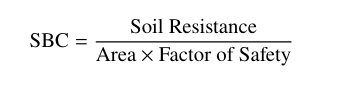 SBC = Soil Resistance / Area × Factor of Safety